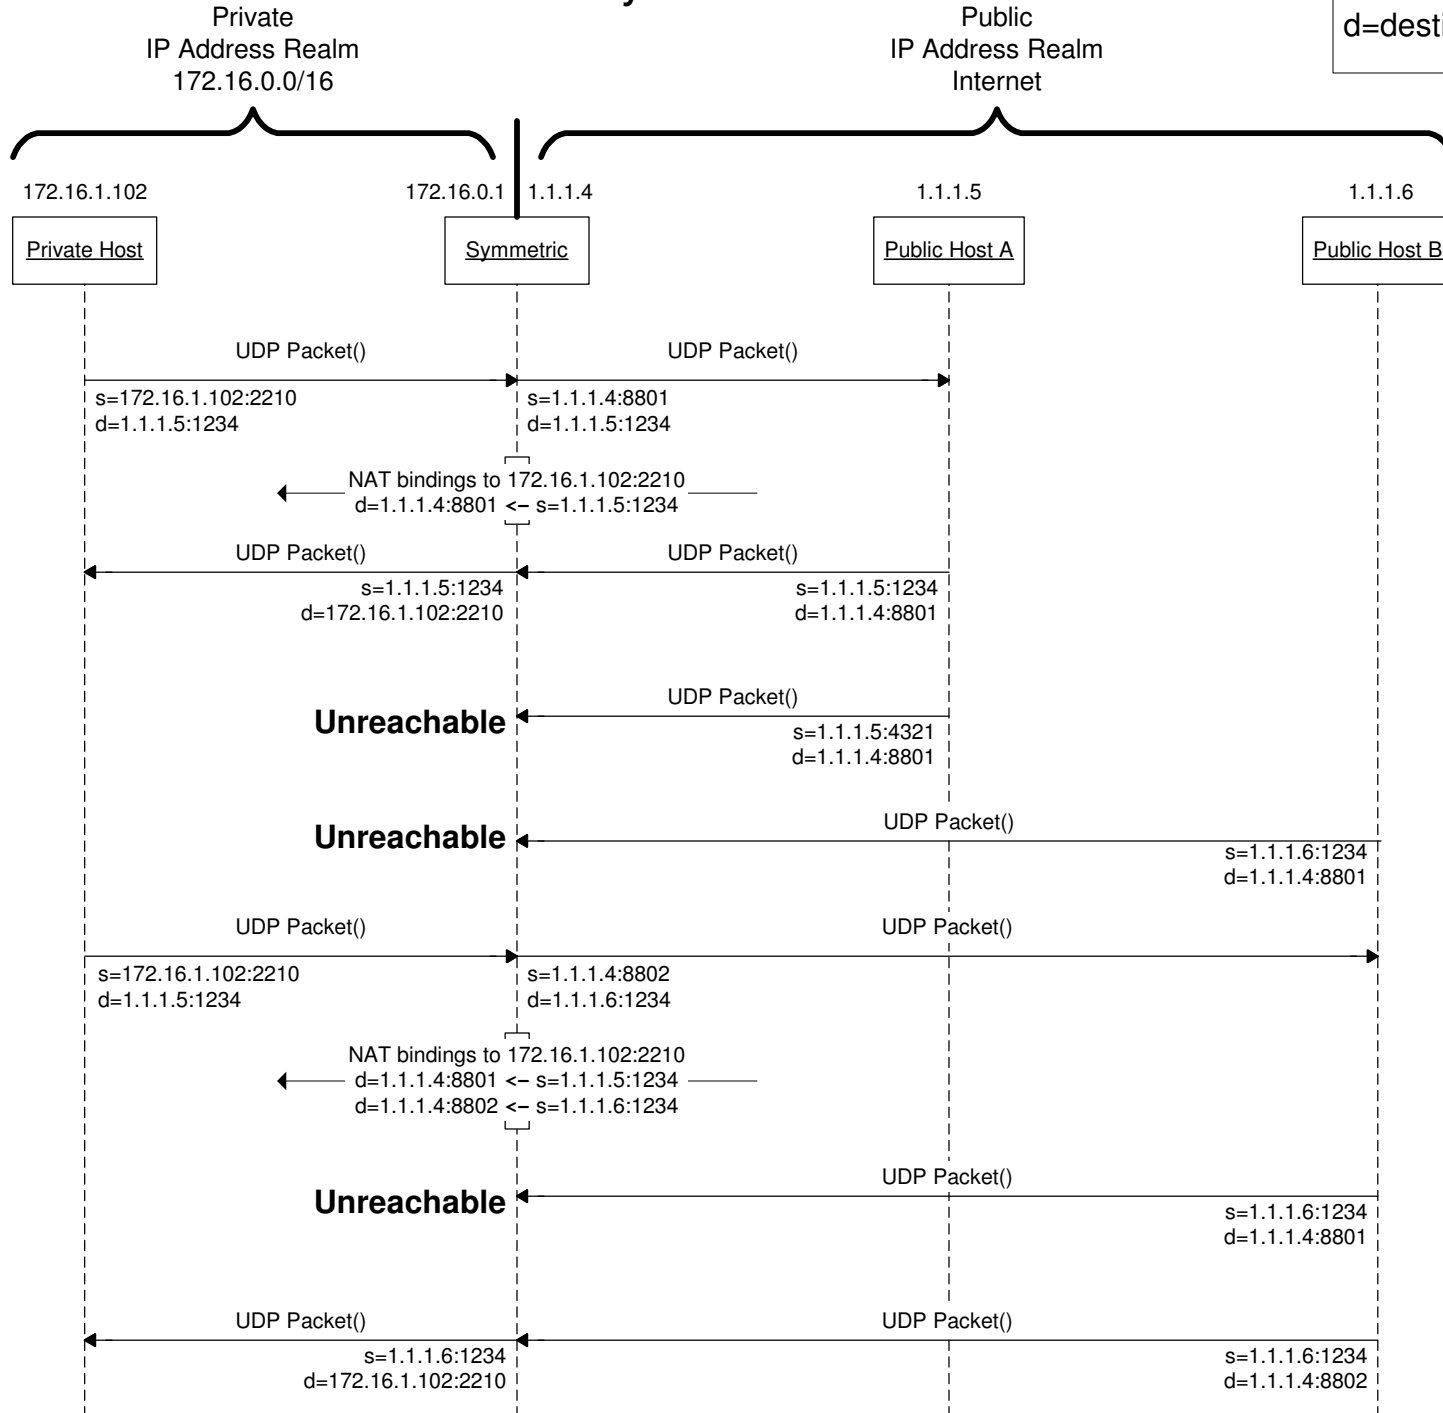 Private
IP Address Realm
172.16.0.0/16
Public
IP Address Realm
Internet
172.16.1.102
172.16.0.1
1.1.1.4
1.1.1.5
1.1.1.6
Private Host
Symmetric
Public Host A
Public Host B
UDP Packet()
UDP Packet()
s=172.16.1.102:2210
d=1.1.1.5:1234
s=1.1.1.4:8801
d=1.1.1.5:1234
NAT bindings to 172.16.1.102:2210
d=1.1.1.4:8801 <– s=1.1.1.5:1234
UDP Packet()
UDP Packet()
s=1.1.1.5:1234
d=172.16.1.102:2210
s=1.1.1.5:1234
d=1.1.1.4:8801
UDP Packet()
Unreachable
s=1.1.1.5:4321
d=1.1.1.4:8801
UDP Packet()
Unreachable
s=1.1.1.6:1234
d=1.1.1.4:8801
UDP Packet()
UDP Packet()
s=172.16.1.102:2210
d=1.1.1.5:1234
s=1.1.1.4:8802
d=1.1.1.6:1234
NAT bindings to 172.16.1.102:2210
d=1.1.1.4:8801 <– s=1.1.1.5:1234
d=1.1.1.4:8802 <– s=1.1.1.6:1234
UDP Packet()
Unreachable
s=1.1.1.6:1234
d=1.1.1.4:8801
UDP Packet()
UDP Packet()
s=1.1.1.6:1234
d=172.16.1.102:2210
s=1.1.1.6:1234
d=1.1.1.4:8802